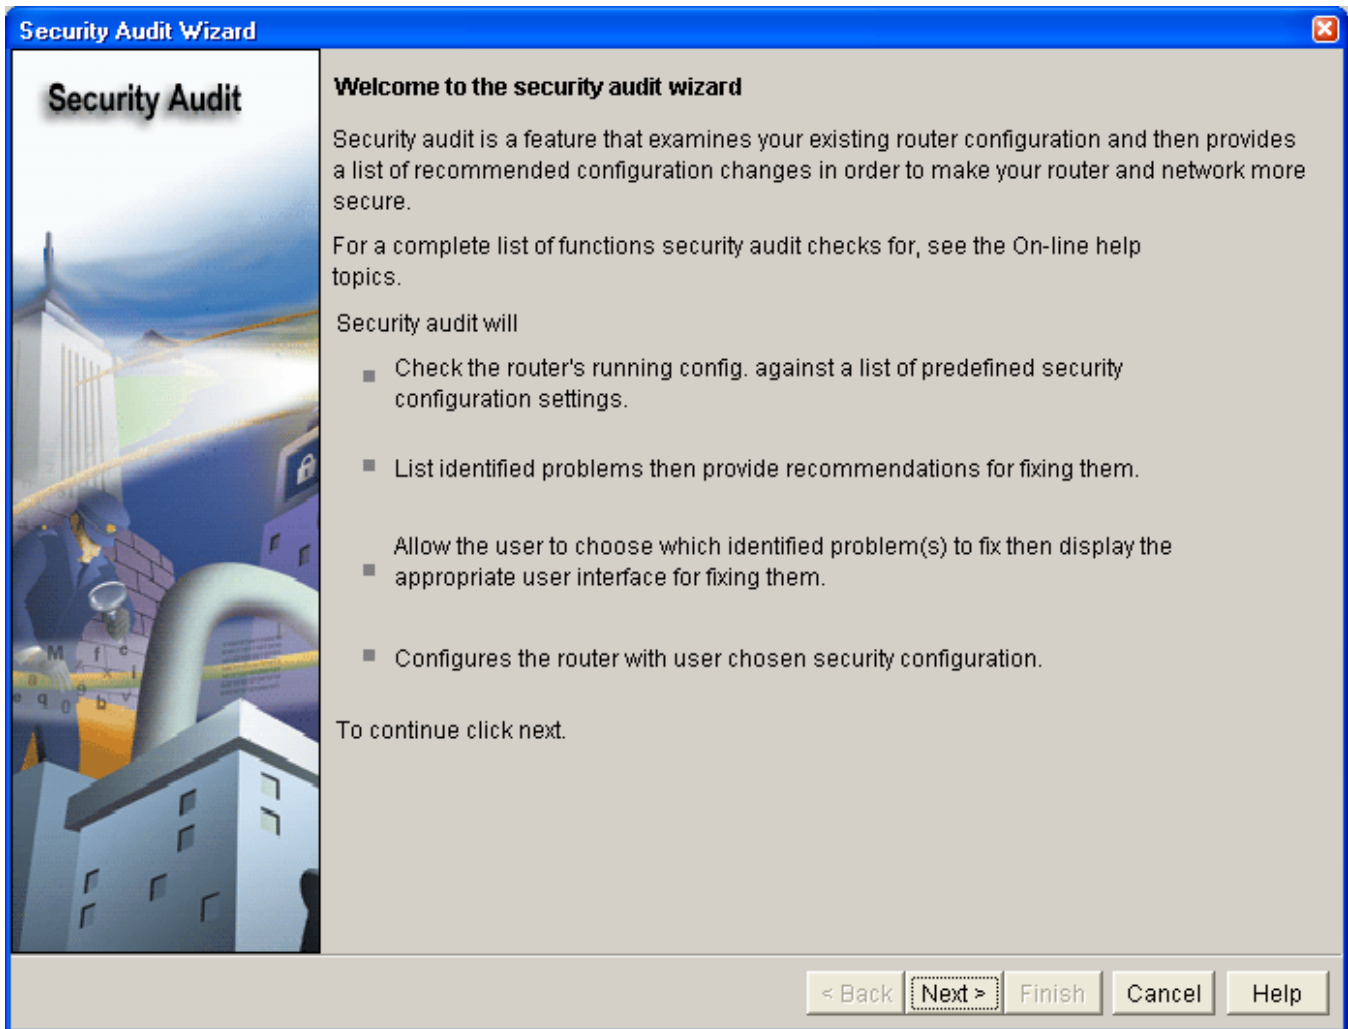 Security Audit Wizard
Security Audit
Welcome to the security audit wizard
Security audit is a feature that examines your existing router configuration and then provides
a list of recommended configuration changes in order to make your router and network more
secure.
For a complete list of functions security audit checks for, see the On-line help
topics.
Security audit will
Check the router's running config. against a list of predefined security
configuration settings.
List identified problems then provide recommendations for fixing them.
Allow the user to choose which identified problem(s) to fix then display the
appropriate user interface for fixing them.
Configures the router with user chosen security configuration.
To continue click next.
M f c
a 9 x i
e q 0 b v
< Back Next > Finish Cancel Help